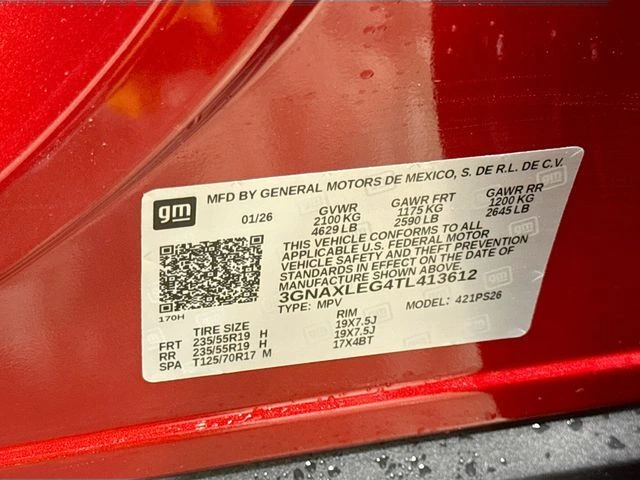 gm
MFD BY GENERAL MOTORS DE MEXICO, S. DE R.L. DE C.V.
01/26 GVWR GAWR FRT GAWR RR
2100 KG 1175 KG 1200 KG
4629 LB 2590 LB 2645 LB
THIS VEHICLE CONFORMS TO ALL
APPLICABLE U.S. FEDERAL MOTOR
VEHICLE SAFETY AND THEFT PREVENTION
STANDARDS IN EFFECT ON THE DATE OF
MANUFACTURE SHOWN ABOVE.
3GNAXLEG4TL413612
TYPE: MPV MODEL: 421PS26
170H
TIRE SIZE RIM
FRT 235/55R19 H 19X7.5J
RR 235/55R19 H 19X7.5J
SPA T125/70R17 M 17X4BT